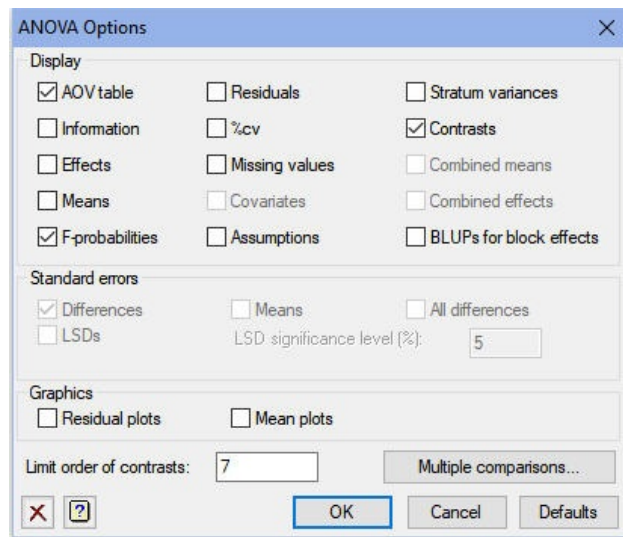 ANOVA Options
Display
AOV table Residuals Stratum variances
Information %cv Contrasts
Effects Missing values Combined means
Means Covariates Combined effects
F-probabilities Assumptions BLUPs for block effects
Standard errors
Differences Means All differences
LSDs LSD significance level (%): 5
Graphics
Residual plots Mean plots
Limit order of contrasts: 7 Multiple comparisons...
? OK Cancel Defaults